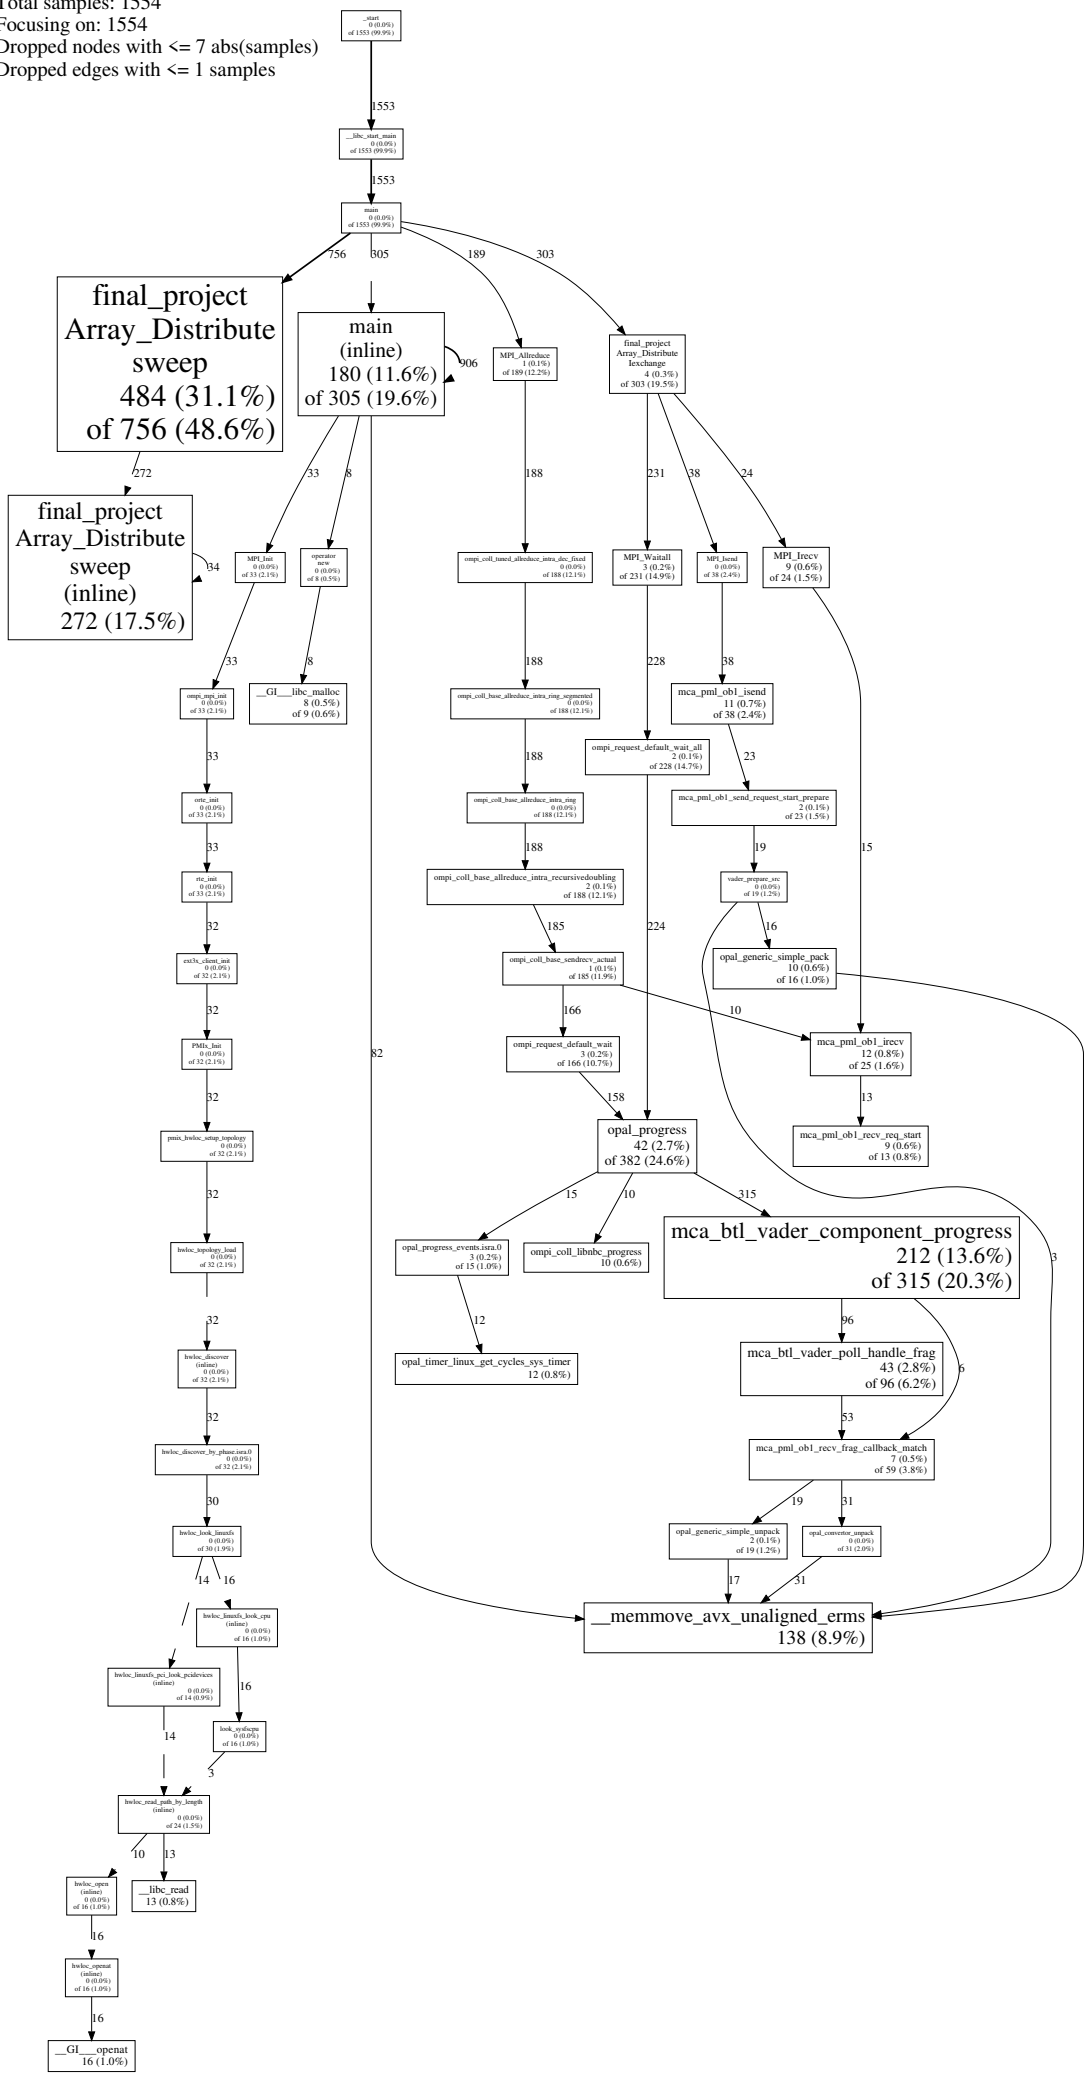 Total samples: 1554
Focusing on: 1554
Dropped nodes with <= 7 abs(samples)
Dropped edges with <= 1 samples
_start
0 (0.0%)
of 1553 (99.9%)
1553
__libc_start_main
0 (0.0%)
of 1553 (99.9%)
1553
main
0 (0.0%)
of 1553 (99.9%)
756
305
189
303
final_project
Array_Distribute
sweep
484 (31.1%)
of 756 (48.6%)
main
(inline)
180 (11.6%)
of 305 (19.6%)
906
MPI_Allreduce
1 (0.1%)
of 189 (12.2%)
final_project
Array_Distribute
Iexchange
4 (0.3%)
of 303 (19.5%)
272
33
8
188
231
38
24
final_project
Array_Distribute
sweep
(inline)
272 (17.5%)
34
MPI_Init
0 (0.0%)
of 33 (2.1%)
operator
new
0 (0.0%)
of 8 (0.5%)
ompi_coll_tuned_allreduce_intra_dec_fixed
0 (0.0%)
of 188 (12.1%)
MPI_Waitall
3 (0.2%)
of 231 (14.9%)
MPI_Isend
0 (0.0%)
of 38 (2.4%)
MPI_Irecv
9 (0.6%)
of 24 (1.5%)
33
8
188
228
38
ompi_mpi_init
0 (0.0%)
of 33 (2.1%)
__GI___libc_malloc
8 (0.5%)
of 9 (0.6%)
ompi_coll_base_allreduce_intra_ring_segmented
0 (0.0%)
of 188 (12.1%)
mca_pml_ob1_isend
11 (0.7%)
of 38 (2.4%)
33
188
ompi_request_default_wait_all
2 (0.1%)
of 228 (14.7%)
23
orte_init
0 (0.0%)
of 33 (2.1%)
ompi_coll_base_allreduce_intra_ring
0 (0.0%)
of 188 (12.1%)
mca_pml_ob1_send_request_start_prepare
2 (0.1%)
of 23 (1.5%)
33
188
19
15
rte_init
0 (0.0%)
of 33 (2.1%)
ompi_coll_base_allreduce_intra_recursivedoubling
2 (0.1%)
of 188 (12.1%)
vader_prepare_src
0 (0.0%)
of 19 (1.2%)
32
185
224
16
ext3x_client_init
0 (0.0%)
of 32 (2.1%)
ompi_coll_base_sendrecv_actual
1 (0.1%)
of 185 (11.9%)
opal_generic_simple_pack
10 (0.6%)
of 16 (1.0%)
32
166
10
PMIx_Init
0 (0.0%)
of 32 (2.1%)
82
ompi_request_default_wait
3 (0.2%)
of 166 (10.7%)
mca_pml_ob1_irecv
12 (0.8%)
of 25 (1.6%)
32
158
13
pmix_hwloc_setup_topology
0 (0.0%)
of 32 (2.1%)
opal_progress
42 (2.7%)
of 382 (24.6%)
mca_pml_ob1_recv_req_start
9 (0.6%)
of 13 (0.8%)
32
15
10
315
hwloc_topology_load
0 (0.0%)
of 32 (2.1%)
opal_progress_events.isra.0
3 (0.2%)
of 15 (1.0%)
ompi_coll_libnbc_progress
10 (0.6%)
mca_btl_vader_component_progress
212 (13.6%)
of 315 (20.3%)
3
32
12
96
6
hwloc_discover
(inline)
0 (0.0%)
of 32 (2.1%)
opal_timer_linux_get_cycles_sys_timer
12 (0.8%)
mca_btl_vader_poll_handle_frag
43 (2.8%)
of 96 (6.2%)
32
53
hwloc_discover_by_phase.isra.0
0 (0.0%)
of 32 (2.1%)
mca_pml_ob1_recv_frag_callback_match
7 (0.5%)
of 59 (3.8%)
30
19
31
hwloc_look_linuxfs
0 (0.0%)
of 30 (1.9%)
opal_generic_simple_unpack
2 (0.1%)
of 19 (1.2%)
opal_convertor_unpack
0 (0.0%)
of 31 (2.0%)
14
16
17
31
hwloc_linuxfs_look_cpu
(inline)
0 (0.0%)
of 16 (1.0%)
__memmove_avx_unaligned_erms
138 (8.9%)
hwloc_linuxfs_pci_look_pcidevices
(inline)
0 (0.0%)
of 14 (0.9%)
16
14
look_sysfscpu
0 (0.0%)
of 16 (1.0%)
3
hwloc_read_path_by_length
(inline)
0 (0.0%)
of 24 (1.5%)
10
13
hwloc_open
(inline)
0 (0.0%)
of 16 (1.0%)
__libc_read
13 (0.8%)
16
hwloc_openat
(inline)
0 (0.0%)
of 16 (1.0%)
16
__GI___openat
16 (1.0%)